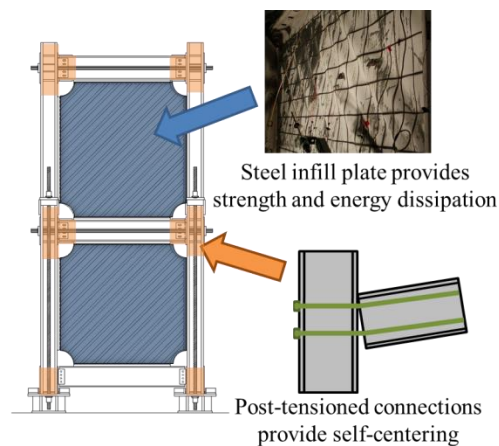 Steel infill plate provides
strength and energy dissipation
Post-tensioned connections
provide self-centering